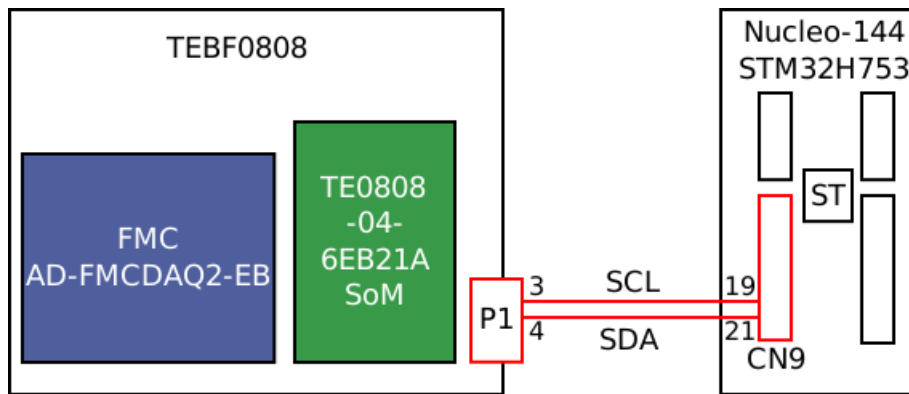 TEBF0808
FMC
AD-FMCDAQ2-EB
TE0808
-04-
6EB21A
SoM
P1
3
4
SCL
SDA
Nucleo-144
STM32H753
ST
19
21
CN9